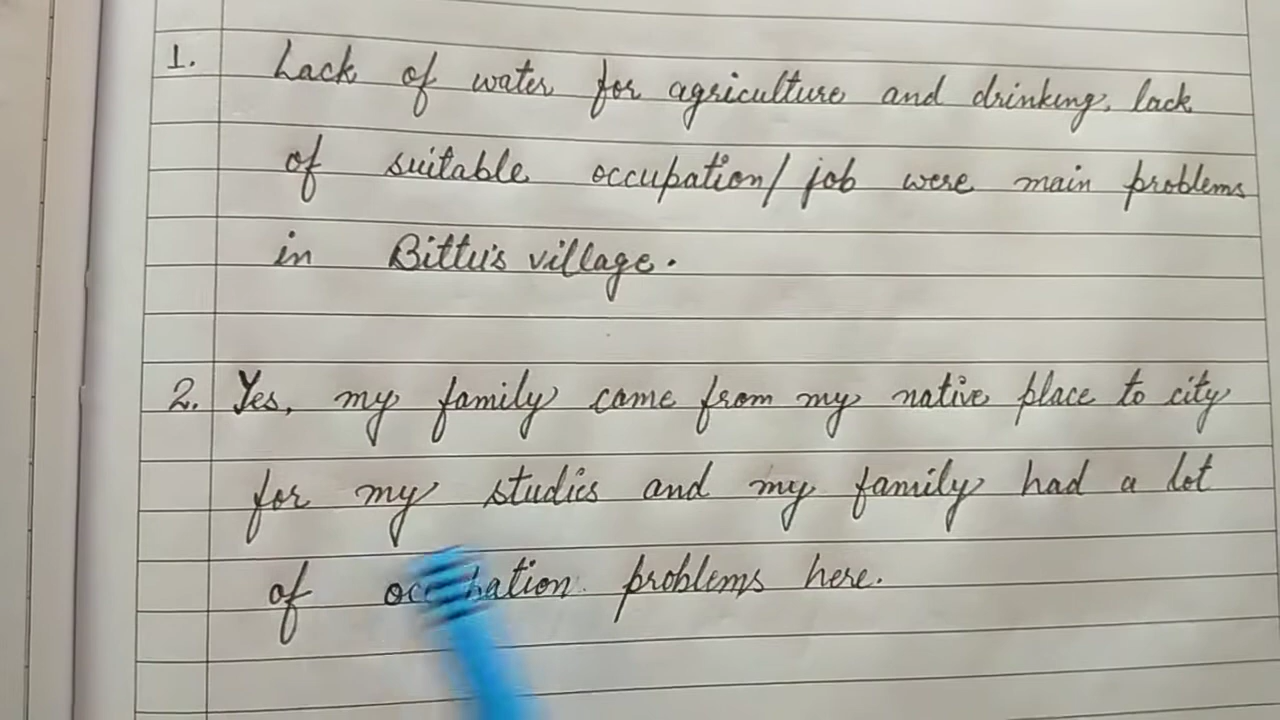 1. Lack of water for agriculture and drinking, lack
of suitable occupation/job were main problems
in Bittu's village.
2. Yes, my family came from my native place to city
for my studies and my family had a lot
of problems here.